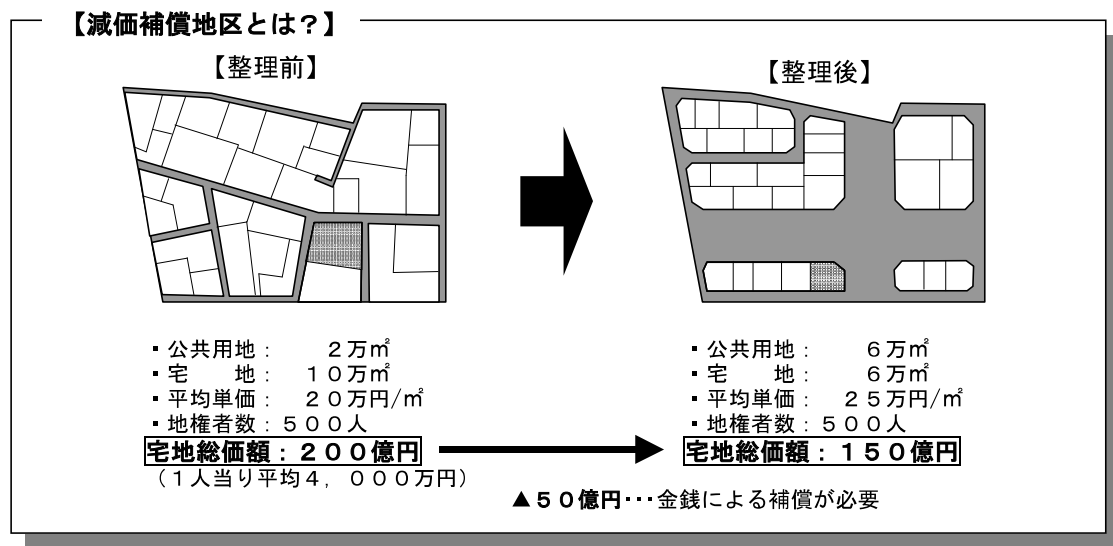 【減価補償地区とは？】
【整理前】
・公共用地：　　２万㎡
・宅　　地：　１０万㎡
・平均単価：　２０万円/㎡
・地権者数：５００人
宅地総価額：２００億円
（１人当り平均４，０００万円）
【整理後】
・公共用地：　　６万㎡
・宅　　地：　　６万㎡
・平均単価：　２５万円/㎡
・地権者数：５００人
宅地総価額：１５０億円
▲５０億円･･･金銭による補償が必要